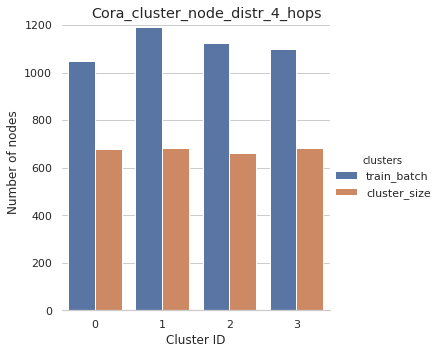 Cora_cluster_node_distr_4_hops
1200
1000
800
600
400
200
0
Number of nodes
0 1 2 3
Cluster ID
clusters
train_batch
cluster_size